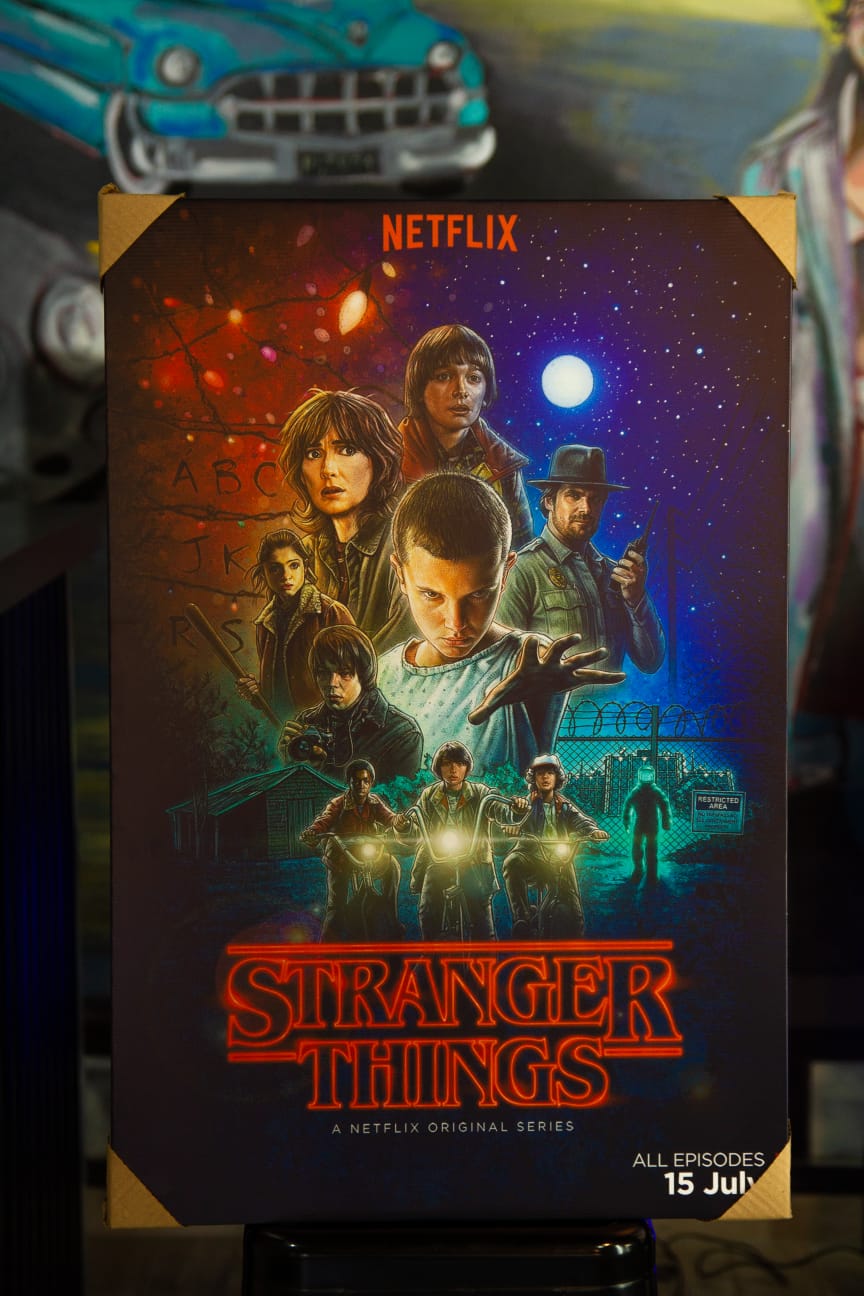 NETFLIX
A B C
J K
R S
RESTRICTED
AREA
STRANGER
THINGS
A NETFLIX ORIGINAL SERIES
ALL EPISODES
15 July